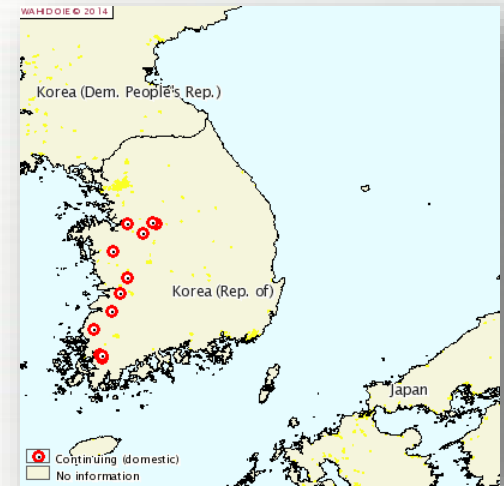 WAHID OIE © 2014
Korea (Dem. People's Rep.)
Korea (Rep. of)
Japan
Continuing (domestic)
No information